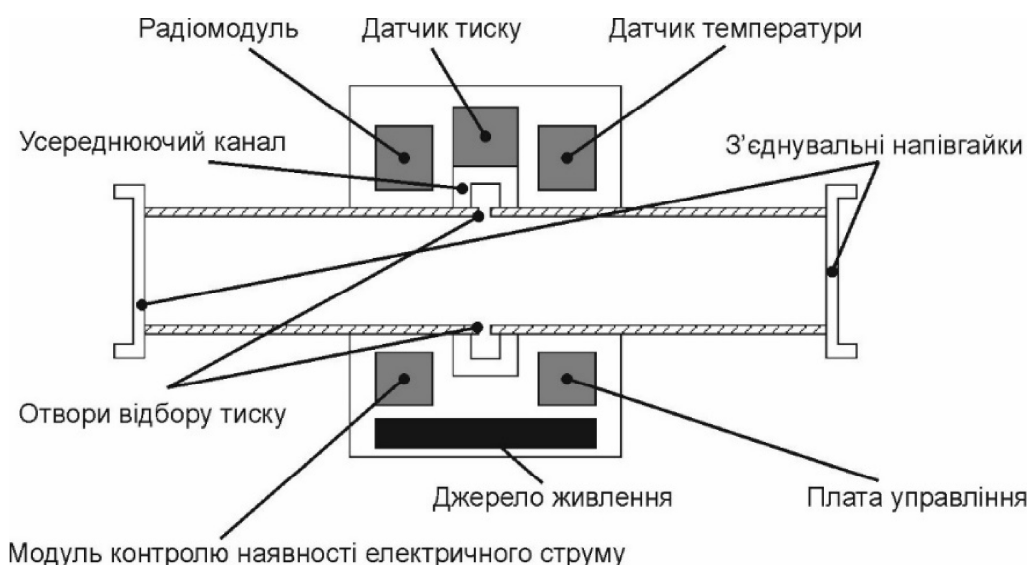 Радіомодуль
Датчик тиску
Датчик температури
Усереднюючий канал
З’єднувальні напівгайки
Отвори відбору тиску
Джерело живлення
Плата управління
Модуль контролю наявності електричного струму